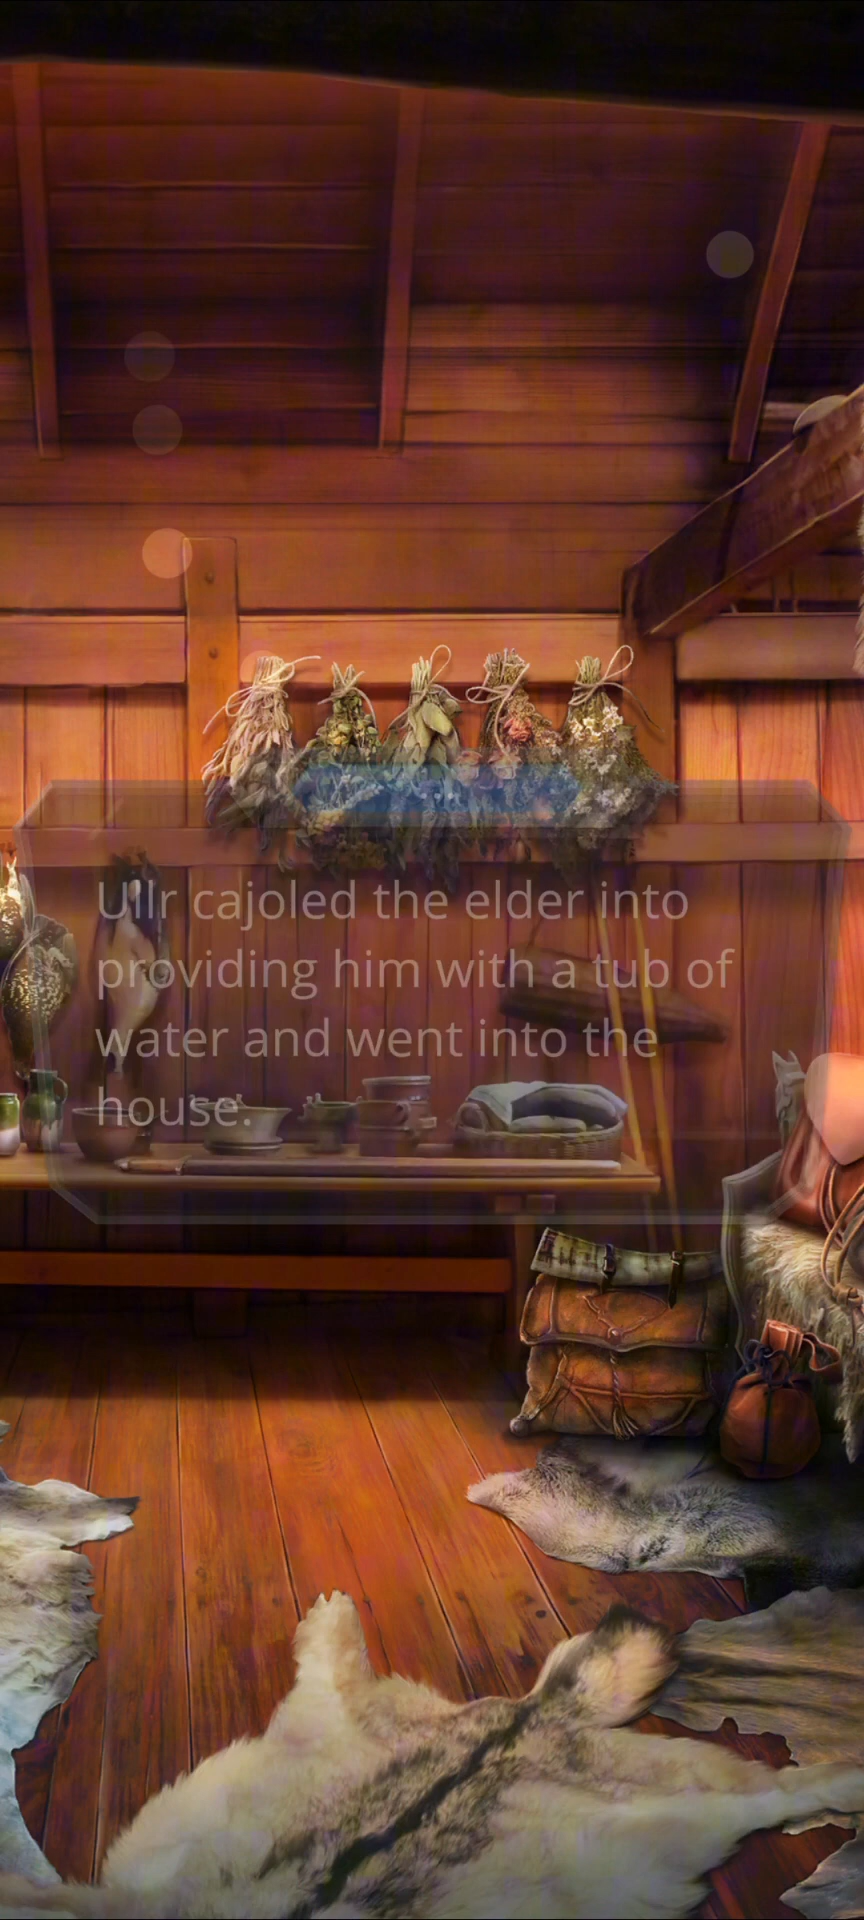 Ullr cajoled the elder into
providing him with a tub of
water and went into the
house.